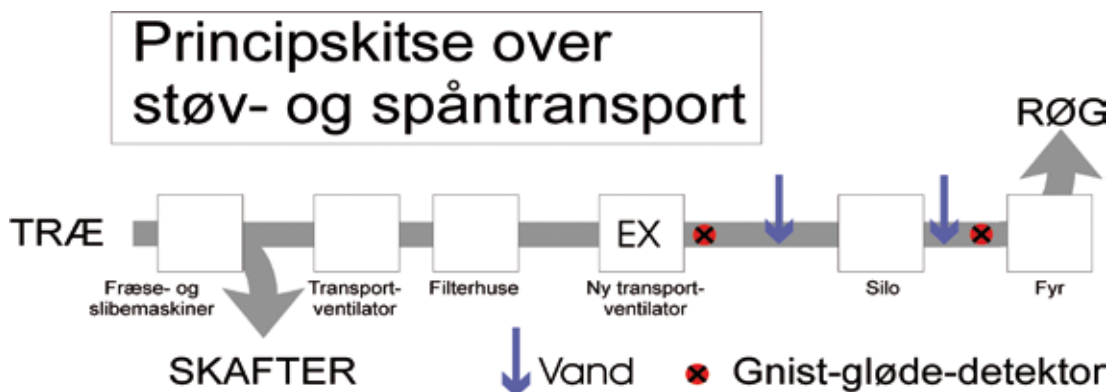 Principskitse over
støv- og spåntransport
RØG
TRÆ
EX
Fræse- og
slibemaskiner
Transport-
ventilator
Filterhuse
Ny transport-
ventilator
Silo
Fyr
SKAFTER
Vand
Gnist-gløde-detektor